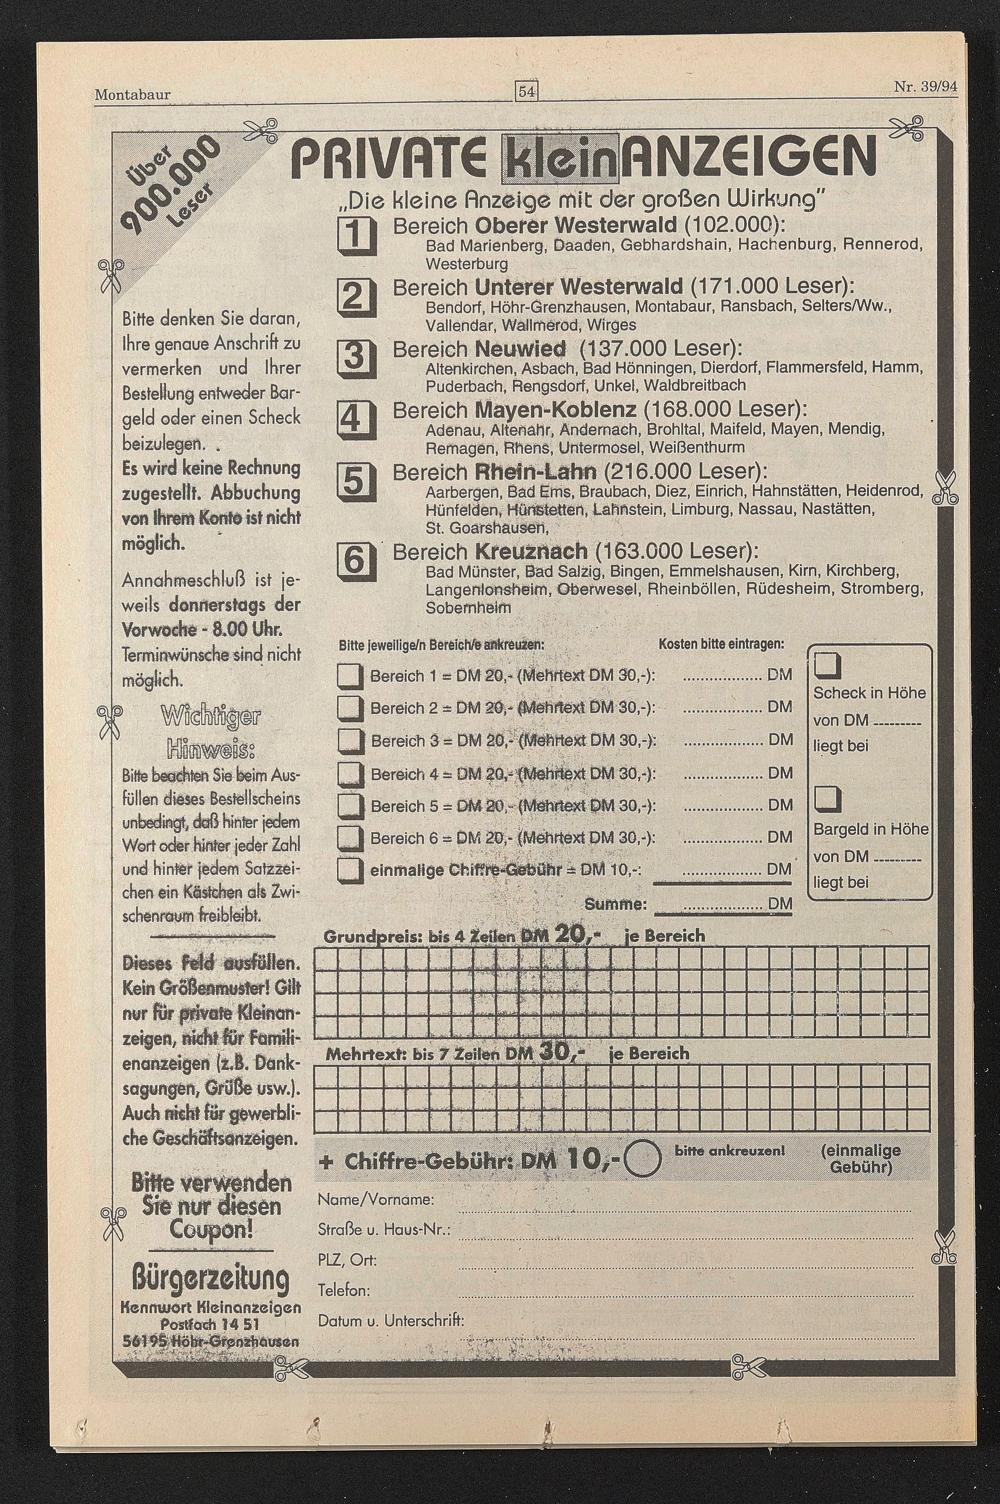 Montabaur
54
Nr. 39/94
Über
900.000
Leser
PRIVATE kleinANZEIGEN
„Die kleine Anzeige mit der großen Wirkung"
1
Bereich Oberer Westerwald (102.000):
Bad Marienberg, Daaden, Gebhardshain, Hachenburg, Rennerod,
Westerburg
2
Bereich Unterer Westerwald (171.000 Leser):
Bendorf, Höhr-Grenzhausen, Montabaur, Ransbach, Selters/Ww.,
Vallendar, Wallmerod, Wirges
3
Bereich Neuwied (137.000 Leser):
Altenkirchen, Asbach, Bad Hönningen, Dierdorf, Flammersfeld, Hamm,
Puderbach, Rengsdorf, Unkel, Waldbreitbach
4
Bereich Mayen-Koblenz (168.000 Leser):
Adenau, Altenahr, Andernach, Brohltal, Maifeld, Mayen, Mendig,
Remagen, Rhens, Untermosel, Weißenthurm
5
Bereich Rhein-Lahn (216.000 Leser):
Aarbergen, Bad Ems, Braubach, Diez, Einrich, Hahnstätten, Heidenrod,
Hünfelden, Hünstetten, Lahnstein, Limburg, Nassau, Nastätten,
St. Goarshausen,
6
Bereich Kreuznach (163.000 Leser):
Bad Münster, Bad Salzig, Bingen, Emmelshausen, Kirn, Kirchberg,
Langenlonsheim, Oberwesel, Rheinböllen, Rüdesheim, Stromberg,
Sobernheim
Bitte denken Sie daran,
Ihre genaue Anschrift zu
vermerken und Ihrer
Bestellung entweder Bar-
geld oder einen Scheck
beizulegen. .
Es wird keine Rechnung
zugestellt. Abbuchung
von Ihrem Konto ist nicht
möglich.
Annahmeschluß ist je-
weils donnerstags der
Vorwoche - 8.00 Uhr.
Terminwünsche sind nicht
möglich.
Wichtiger
Hinweis:
Bitte beachten Sie beim Aus-
füllen dieses Bestellscheins
unbedingt, daß hinter jedem
Wort oder hinter jeder Zahl
und hinter jedem Satzzei-
chen ein Kästchen als Zwi-
schenraum freibleibt.
Dieses Feld ausfüllen.
Kein Größenmuster! Gilt
nur für private Kleinan-
zeigen, nicht für Famili-
enanzeigen (z.B. Dank-
sagungen, Grüße usw.).
Auch nicht für gewerbli-
che Geschäftsanzeigen.
Bitte verwenden
Sie nur diesen
Coupon!
Bürgerzeitung
Kennwort Kleinanzeigen
Postfach 14 51
56195 Höhr-Grenzhausen
Bitte jeweilige/n Bereich/e ankreuzen:
Kosten bitte eintragen:
Bereich 1 = DM 20,- (Mehrtext DM 30,-): ................... DM
Bereich 2 = DM 20,- (Mehrtext DM 30,-): ................... DM
Bereich 3 = DM 20,- (Mehrtext DM 30,-): ................... DM
Bereich 4 = DM 20,- (Mehrtext DM 30,-): ................... DM
Bereich 5 = DM 20,- (Mehrtext DM 30,-): ................... DM
Bereich 6 = DM 20,- (Mehrtext DM 30,-): ................... DM
einmalige Chiffre-Gebühr = DM 10,-: ................... DM
Summe: ................... DM
Scheck in Höhe
von DM ---------
liegt bei
Bargeld in Höhe
von DM ---------
liegt bei
Grundpreis: bis 4 Zeilen DM 20,- je Bereich
Mehrtext: bis 7 Zeilen DM 30,- je Bereich
+ Chiffre-Gebühr: DM 10,- bitte ankreuzen! (einmalige
Gebühr)
Name/Vorname:
Straße u. Haus-Nr.:
PLZ, Ort:
Telefon:
Datum u. Unterschrift: